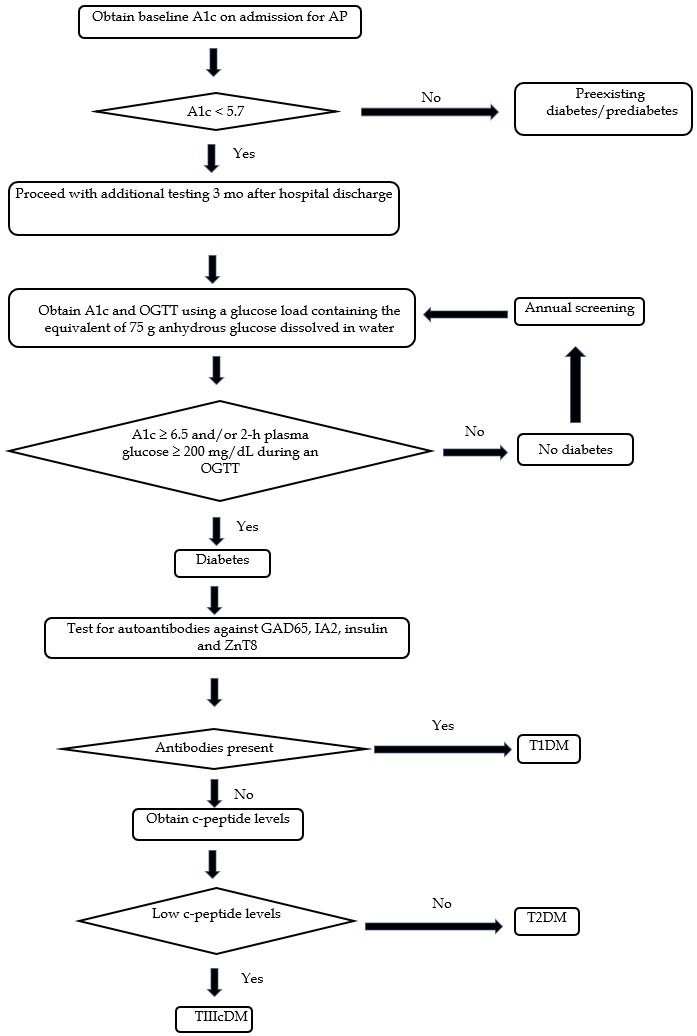 Obtain baseline A1c on admission for AP
A1c < 5.7
No
Preexisting
diabetes/prediabetes
Yes
Proceed with additional testing 3 mo after hospital discharge
Obtain A1c and OGTT using a glucose load containing the
equivalent of 75 g anhydrous glucose dissolved in water
Annual screening
A1c ≥ 6.5 and/or 2-h plasma
glucose ≥ 200 mg/dL during an
OGTT
No
No diabetes
Yes
Diabetes
Test for autoantibodies against GAD65, IA2, insulin
and ZnT8
Antibodies present
Yes
T1DM
No
Obtain c-peptide levels
Low c-peptide levels
No
T2DM
Yes
TIIIcDM